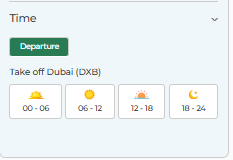 Time
Departure
Take off Dubai (DXB)
00 - 06 06 - 12 12 - 18 18 - 24